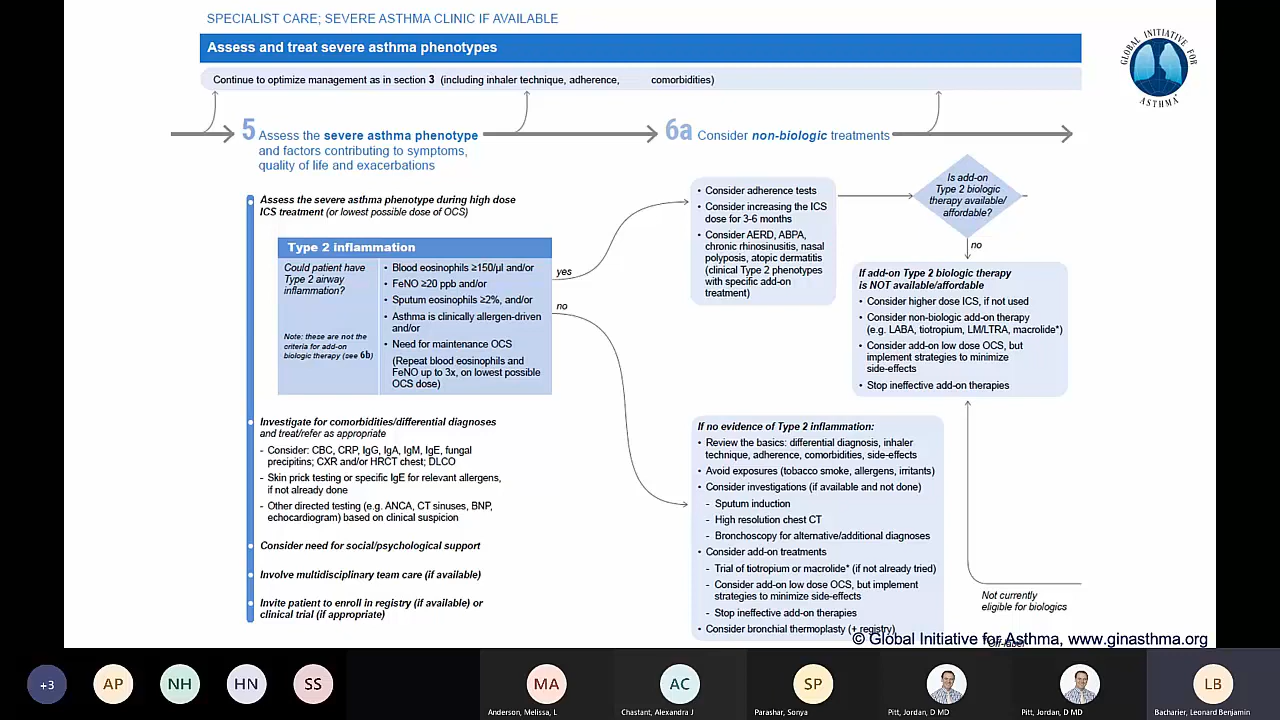 SPECIALIST CARE; SEVERE ASTHMA CLINIC IF AVAILABLE
Assess and treat severe asthma phenotypes
Continue to optimize management as in section 3 (including inhaler technique, adherence, comorbidities)
GLOBAL INITIATIVE FOR ASTHMA
5 Assess the severe asthma phenotype
and factors contributing to symptoms,
quality of life and exacerbations
6a Consider non-biologic treatments
Assess the severe asthma phenotype during high dose
ICS treatment (or lowest possible dose of OCS)
Type 2 inflammation
Could patient have
Type 2 airway
inflammation?
Note: these are not the
criteria for add-on
biologic therapy (see 6b)
• Blood eosinophils ≥150/µl and/or
• FeNO ≥20 ppb and/or
• Sputum eosinophils ≥2%, and/or
• Asthma is clinically allergen-driven
and/or
• Need for maintenance OCS
(Repeat blood eosinophils and
FeNO up to 3x, on lowest possible
OCS dose)
yes
no
Investigate for comorbidities/differential diagnoses
and treat/refer as appropriate
- Consider: CBC, CRP, IgG, IgA, IgM, IgE, fungal
precipitins; CXR and/or HRCT chest; DLCO
- Skin prick testing or specific IgE for relevant allergens,
if not already done
- Other directed testing (e.g. ANCA, CT sinuses, BNP,
echocardiogram) based on clinical suspicion
Consider need for social/psychological support
Involve multidisciplinary team care (if available)
Invite patient to enroll in registry (if available) or
clinical trial (if appropriate)
• Consider adherence tests
• Consider increasing the ICS
dose for 3-6 months
• Consider AERD, ABPA,
chronic rhinosinusitis, nasal
polyposis, atopic dermatitis
(clinical Type 2 phenotypes
with specific add-on
treatment)
Is add-on
Type 2 biologic
therapy available/
affordable?
no
If add-on Type 2 biologic therapy
is NOT available/affordable
• Consider higher dose ICS, if not used
• Consider non-biologic add-on therapy
(e.g. LABA, tiotropium, LM/LTRA, macrolide*)
• Consider add-on low dose OCS, but
implement strategies to minimize
side-effects
• Stop ineffective add-on therapies
If no evidence of Type 2 inflammation:
• Review the basics: differential diagnosis, inhaler
technique, adherence, comorbidities, side-effects
• Avoid exposures (tobacco smoke, allergens, irritants)
• Consider investigations (if available and not done)
- Sputum induction
- High resolution chest CT
- Bronchoscopy for alternative/additional diagnoses
• Consider add-on treatments
- Trial of tiotropium or macrolide* (if not already tried)
- Consider add-on low dose OCS, but implement
strategies to minimize side-effects
- Stop ineffective add-on therapies
• Consider bronchial thermoplasty (+ registry)
Not currently
eligible for biologics
© Global Initiative for Asthma, www.ginasthma.org
Off-label
+3
AP
NH
HN
SS
MA
AC
SP
LB
Anderson, Melissa, L
Chastant, Alexandra J
Parashar, Sonya
Pitt, Jordan, D MD
Pitt, Jordan, D MD
Bacharier, Leonard Benjamin